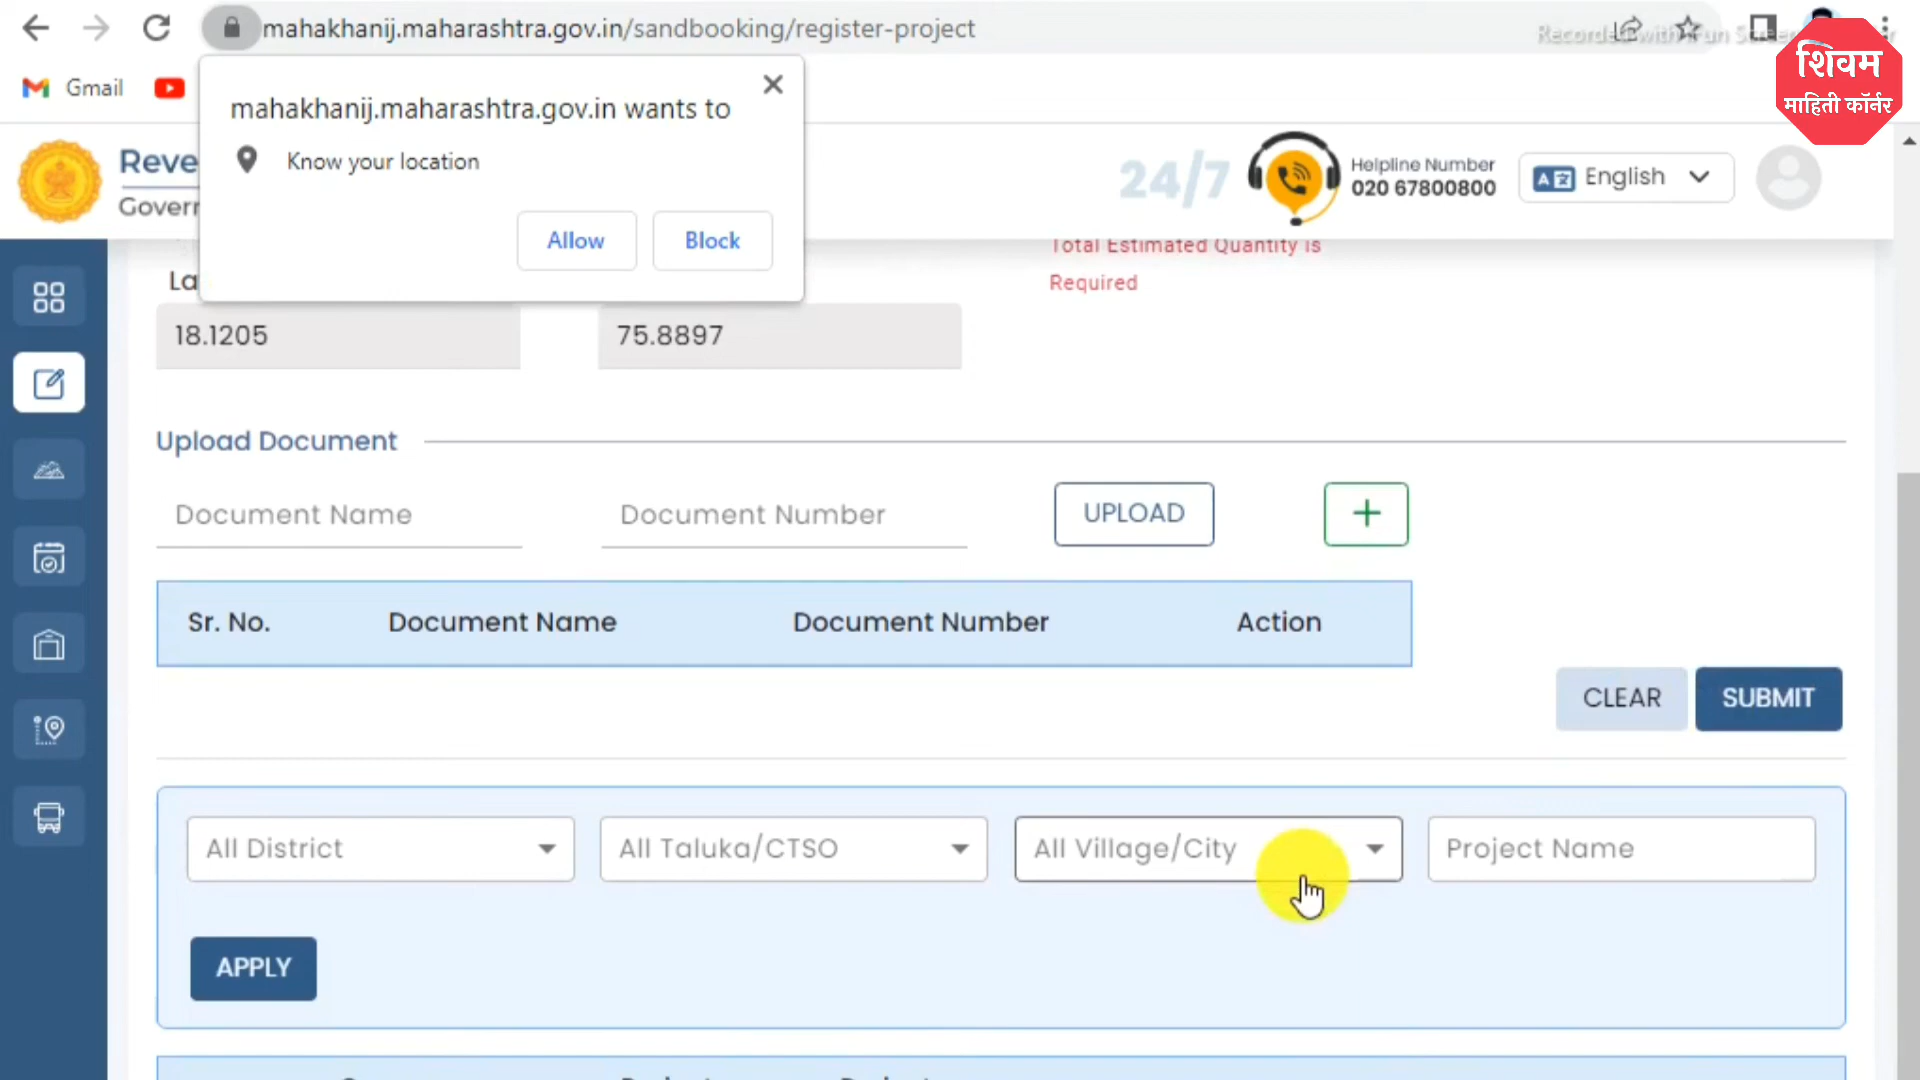 mahakhanij.maharashtra.gov.in/sandbooking/register-project
Recorded with
शिवम
माहिती कॉर्नर
Gmail
mahakhanij.maharashtra.gov.in wants to
Know your location
Allow
Block
Reve
Govern
24/7
Helpline Number
020 67800800
English
Total Estimated Quantity is
Required
La
18.1205
75.8897
Upload Document
Document Name
Document Number
UPLOAD
+
Sr. No.
Document Name
Document Number
Action
CLEAR
SUBMIT
All District
All Taluka/CTSO
All Village/City
Project Name
APPLY